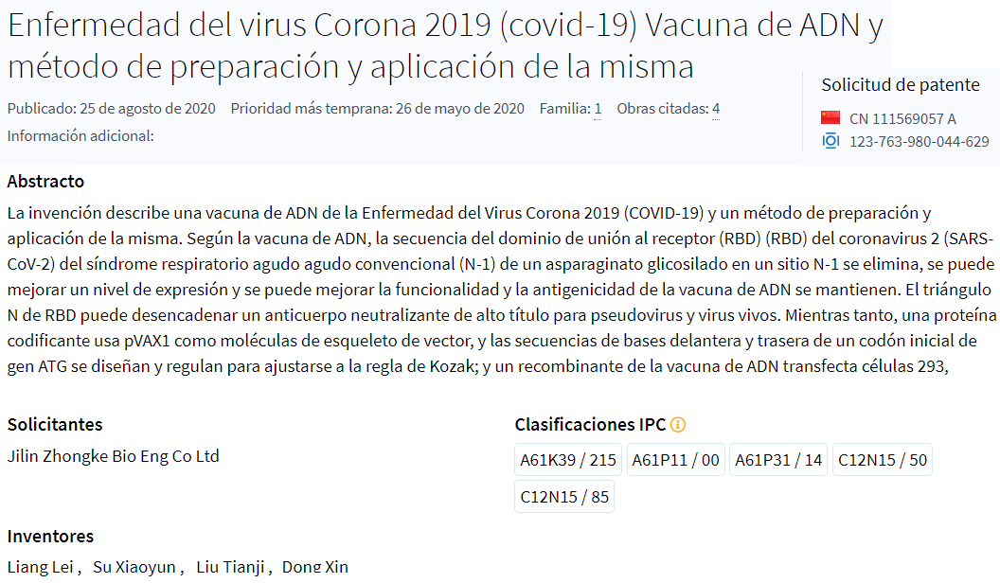 Enfermedad del virus Corona 2019 (covid-19) Vacuna de ADN y
método de preparación y aplicación de la misma
Publicado: 25 de agosto de 2020 Prioridad más temprana: 26 de mayo de 2020 Familia: 1 Obras citadas: 4
Información adicional:
Solicitud de patente
CN 111569057 A
123-763-980-044-629
Abstracto
La invención describe una vacuna de ADN de la Enfermedad del Virus Corona 2019 (COVID-19) y un método de preparación y
aplicación de la misma. Según la vacuna de ADN, la secuencia del dominio de unión al receptor (RBD) (RBD) del coronavirus 2 (SARS-
CoV-2) del síndrome respiratorio agudo agudo convencional (N-1) de un asparaginato glicosilado en un sitio N-1 se elimina, se puede
mejorar un nivel de expresión y se puede mejorar la funcionalidad y la antigenicidad de la vacuna de ADN se mantienen. El triángulo
N de RBD puede desencadenar un anticuerpo neutralizante de alto título para pseudovirus y virus vivos. Mientras tanto, una proteína
codificante usa pVAX1 como moléculas de esqueleto de vector, y las secuencias de bases delantera y trasera de un codón inicial de
gen ATG se diseñan y regulan para ajustarse a la regla de Kozak; y un recombinante de la vacuna de ADN transfecta células 293,
Solicitantes
Jilin Zhongke Bio Eng Co Ltd
Clasificaciones IPC
A61K39 / 215 A61P11 / 00 A61P31 / 14 C12N15 / 50
C12N15 / 85
Inventores
Liang Lei , Su Xiaoyun , Liu Tianji , Dong Xin